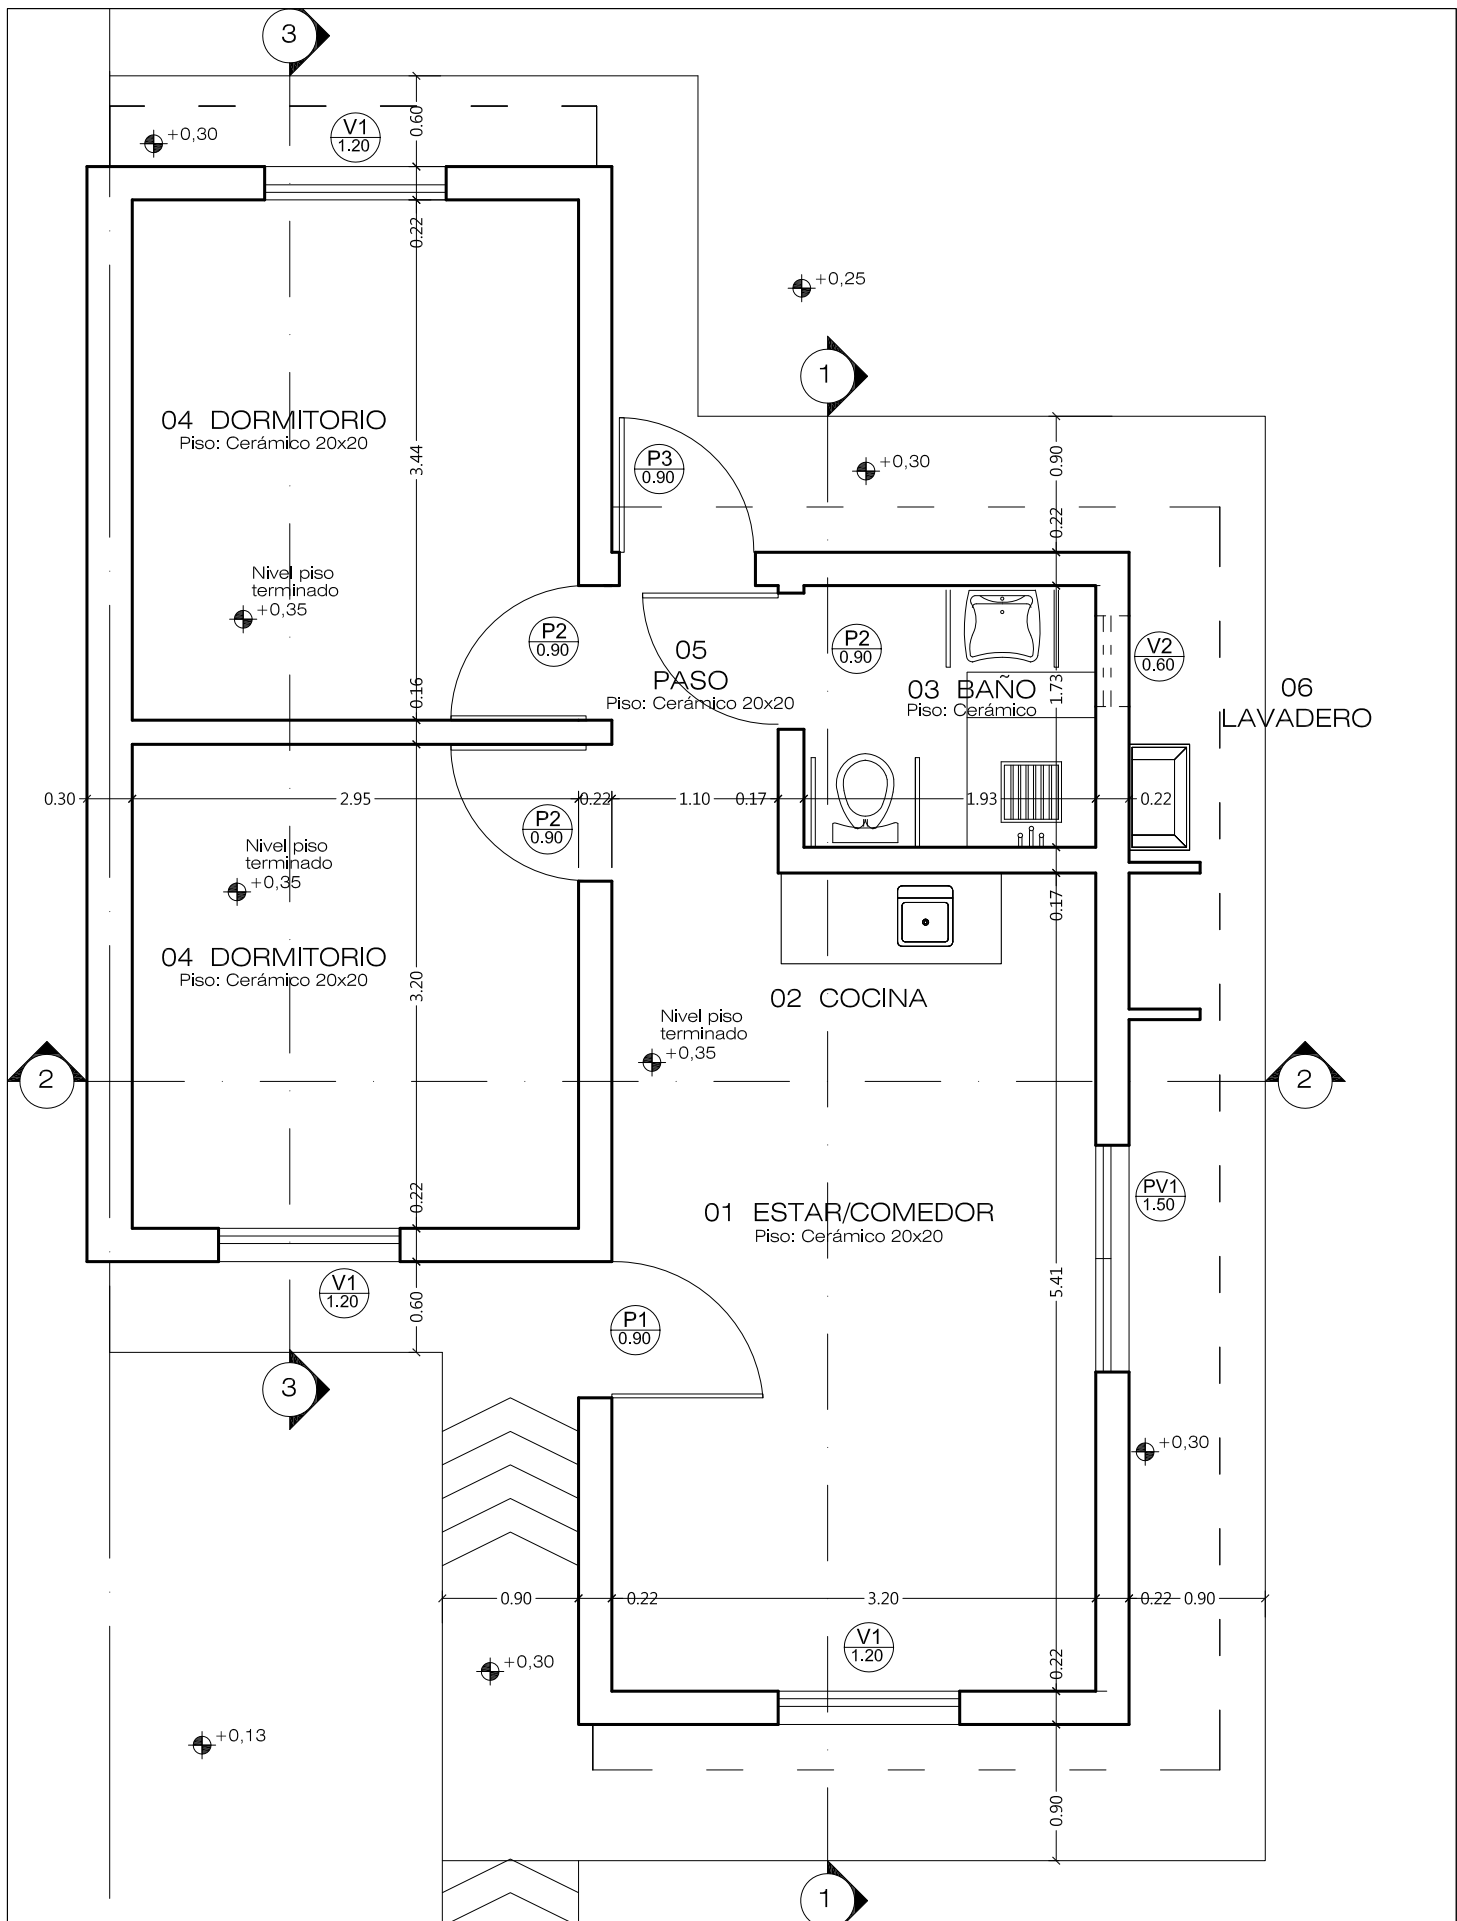 3
0.60
V1
1.20
+0,30
0.22
+0,25
1
04 DORMITORIO
Piso: Cerámico 20x20
3.44
P3
0.90
+0,30
0.90
0.22
Nivel piso
terminado
+0,35
P2
0.90
05
PASO
Piso: Cerámico 20x20
P2
0.90
03 BAÑO
Piso: Cerámico
1.73
V2
0.60
06
LAVADERO
0.16
0.30
2.95
0.22
1.10
0.17
1.93
0.22
P2
0.90
Nivel piso
terminado
+0,35
0.17
04 DORMITORIO
Piso: Cerámico 20x20
3.20
02 COCINA
Nivel piso
terminado
+0,35
2
2
0.22
PV1
1.50
01 ESTAR/COMEDOR
Piso: Cerámico 20x20
5.41
V1
1.20
0.60
P1
0.90
3
+0,30
0.90
0.22
3.20
0.22
0.90
V1
1.20
0.22
+0,30
+0,13
0.90
1